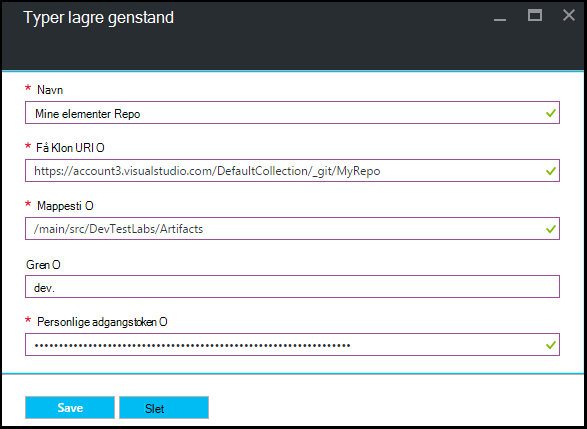 Typer lagre genstand
* Navn
Mine elementer Repo
* Få Klon URI O
https://account3.visualstudio.com/DefaultCollection/_git/MyRepo
* Mappesti O
/main/src/DevTestLabs/Artifacts
Gren O
dev.
* Personlige adgangstoken O
Save Slet